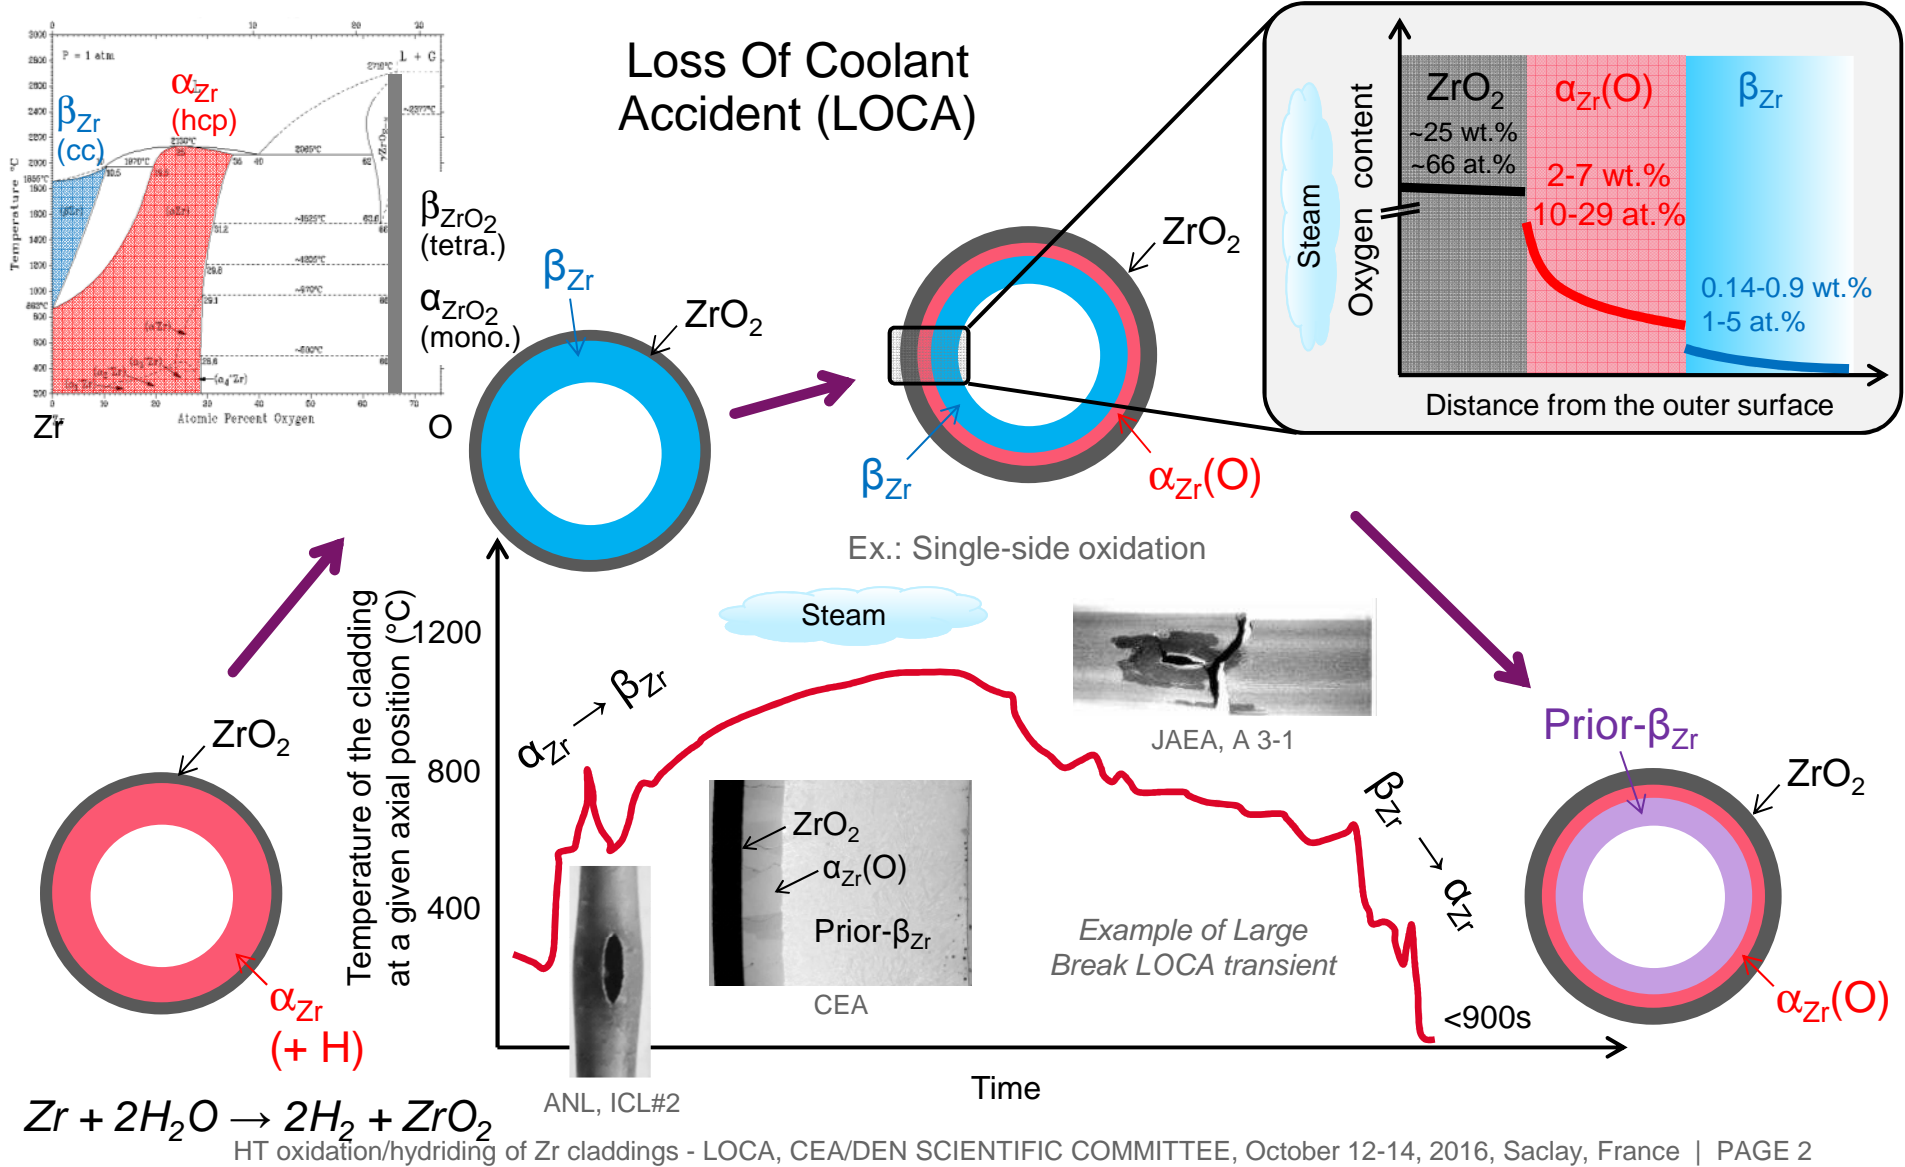 Loss Of Coolant
Accident (LOCA)
P = 1 atm
L + G
αZr
(hcp)
βZr
(cc)
Temperature °C
Atomic Percent Oxygen
Zr
O
βZrO2
(tetra.)
αZrO2
(mono.)
βZr
ZrO2
ZrO2
βZr
αZr(O)
Ex.: Single-side oxidation
Steam
Oxygen content
ZrO2
~25 wt.%
~66 at.%
αZr(O)
2-7 wt.%
10-29 at.%
βZr
0.14-0.9 wt.%
1-5 at.%
Distance from the outer surface
ZrO2
αZr
(+ H)
Zr + 2H2O → 2H2 + ZrO2
Temperature of the cladding
at a given axial position (°C)
1200
800
400
αZr → βZr
Steam
JAEA, A 3-1
ZrO2
αZr(O)
Prior-βZr
CEA
ANL, ICL#2
Example of Large
Break LOCA transient
βZr → αZr
<900s
Time
Prior-βZr
ZrO2
αZr(O)
HT oxidation/hydriding of Zr claddings - LOCA, CEA/DEN SCIENTIFIC COMMITTEE, October 12-14, 2016, Saclay, France | PAGE 2